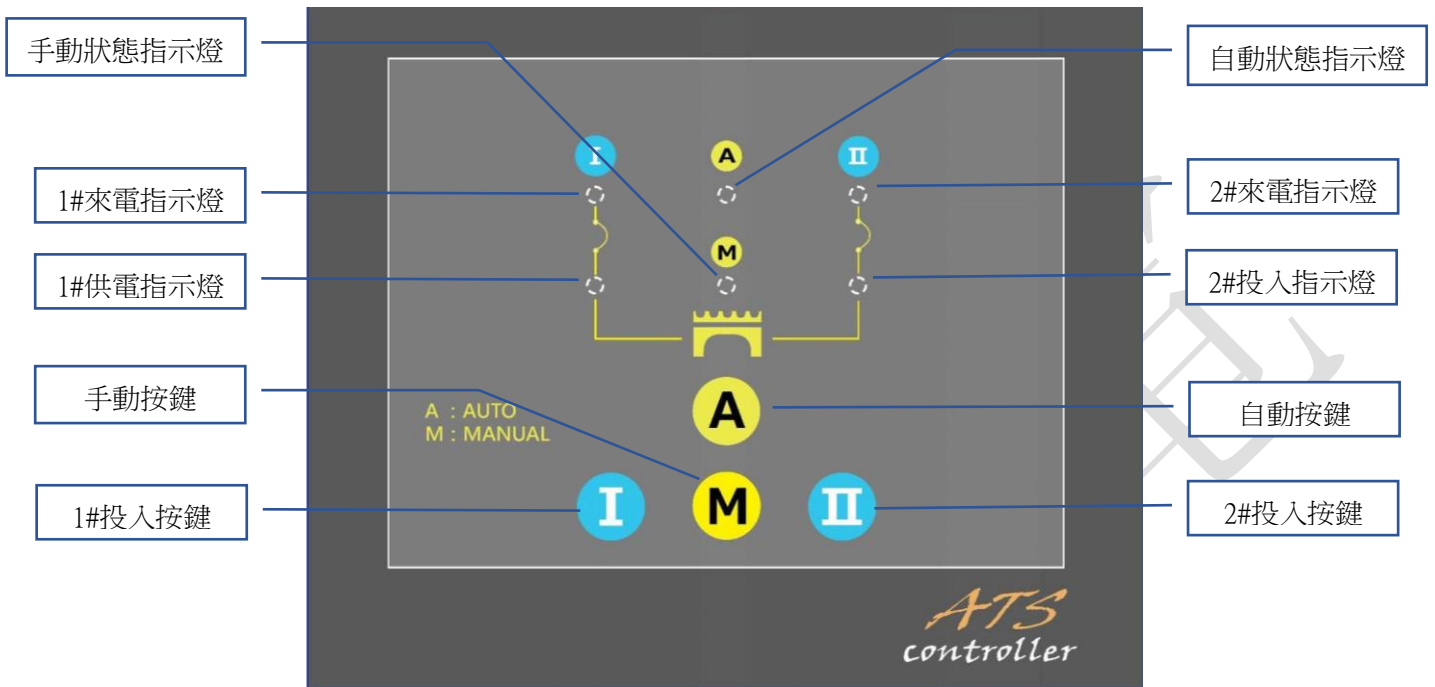 手動狀態指示燈
自動狀態指示燈
I
A
II
1#來電指示燈
2#來電指示燈
M
1#供電指示燈
2#投入指示燈
手動按鍵
A : AUTO
M : MANUAL
A
自動按鍵
1#投入按鍵
I
M
II
2#投入按鍵
ATS
controller